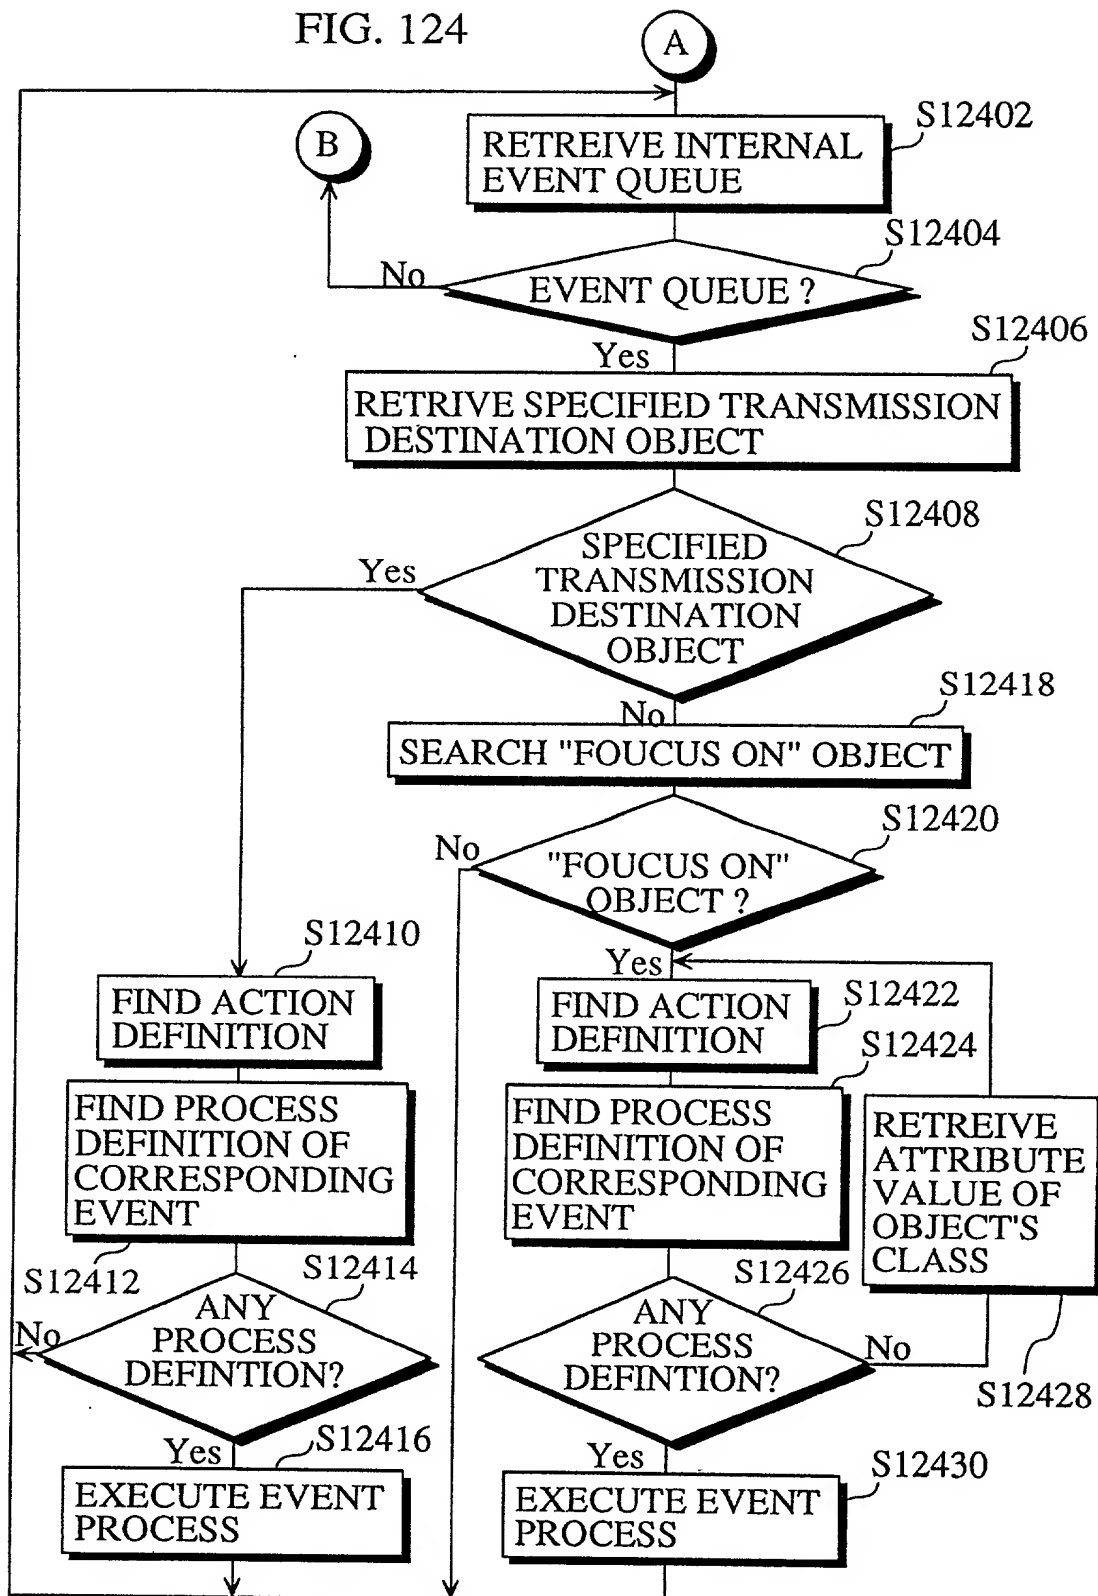 FIG. 124
A
S12402
RETREIVE INTERNAL
EVENT QUEUE
B
S12404
No
EVENT QUEUE ?
S12406
Yes
RETRIVE SPECIFIED TRANSMISSION
DESTINATION OBJECT
S12408
Yes
SPECIFIED
TRANSMISSION
DESTINATION
OBJECT
S12418
No
SEARCH "FOUCUS ON" OBJECT
S12420
No
"FOUCUS ON"
OBJECT ?
S12410
Yes
FIND ACTION
DEFINITION
S12422
FIND ACTION
DEFINITION
S12424
FIND PROCESS
DEFINITION OF
CORRESPONDING
EVENT
FIND PROCESS
DEFINITION OF
CORRESPONDING
EVENT
RETREIVE
ATTRIBUTE
VALUE OF
OBJECT'S
CLASS
S12412
S12414
No
ANY
PROCESS
DEFINTION?
S12426
ANY
PROCESS
DEFINTION?
No
S12428
Yes
S12416
EXECUTE EVENT
PROCESS
Yes
S12430
EXECUTE EVENT
PROCESS